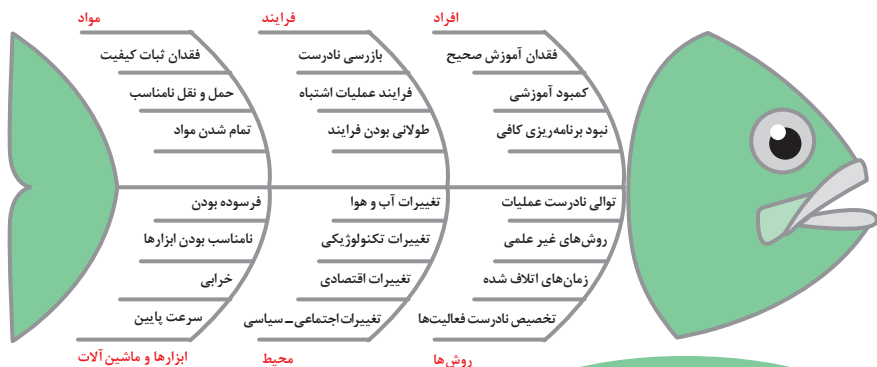 افراد
فقدان آموزش صحیح
کمبود آموزشی
نبود برنامه‌ریزی کافی
فرایند
بازرسی نادرست
فرایند عملیات اشتباه
طولانی بودن فرایند
مواد
فقدان ثبات کیفیت
حمل و نقل نامناسب
تمام شدن مواد
توالی نادرست عملیات
روش‌های غیر علمی
زمان‌های اتلاف شده
تخصیص نادرست فعالیت‌ها
روش‌ها
تغییرات آب و هوا
تغییرات تکنولوژیکی
تغییرات اقتصادی
تغییرات اجتماعی ـ سیاسی
محیط
فرسوده بودن
نامناسب بودن ابزارها
خرابی
سرعت پایین
ابزارها و ماشین آلات